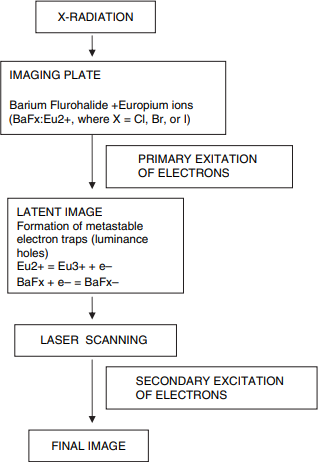 X-RADIATION
IMAGING PLATE
Barium Flurohalide +Europium ions
(BaFx:Eu2+, where X = Cl, Br, or I)
PRIMARY EXITATION
OF ELECTRONS
LATENT IMAGE
Formation of metastable
electron traps (luminance
holes)
Eu2+ = Eu3+ + e–
BaFx + e– = BaFx–
LASER SCANNING
SECONDARY EXCITATION
OF ELECTRONS
FINAL IMAGE